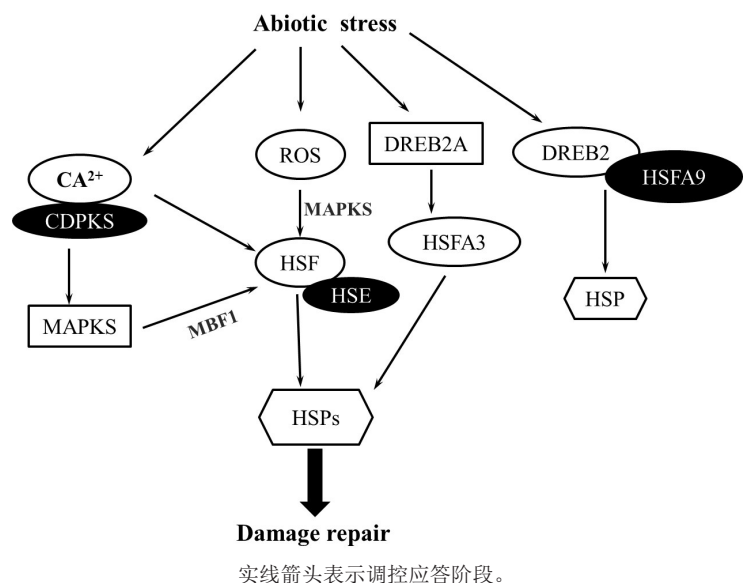 Abiotic stress
ROS
DREB2A
DREB2
HSFA9
CA²⁺
CDPKS
MAPKS
HSF
HSE
HSFA3
HSP
MAPKS
MBF1
HSPs
Damage repair
实线箭头表示调控应答阶段。